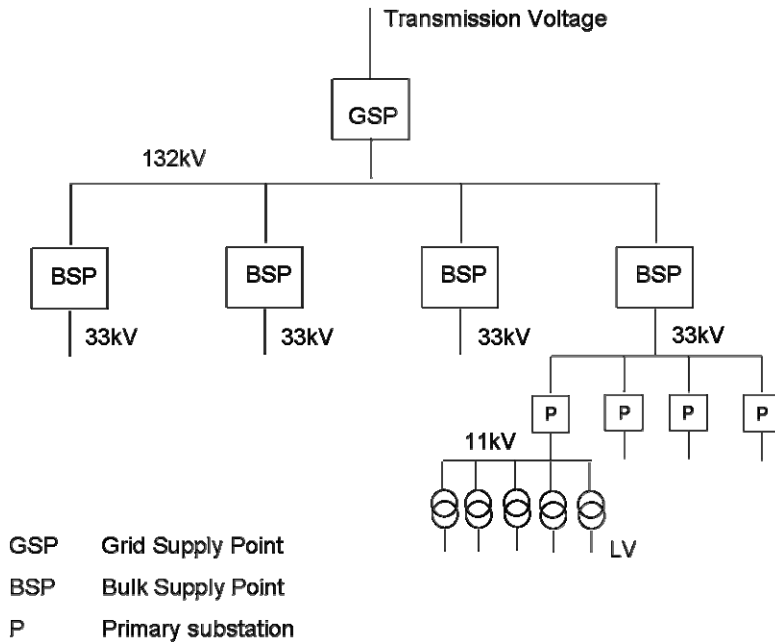 Transmission Voltage
GSP
132kV
BSP BSP BSP BSP
33kV 33kV 33kV 33kV
P P P P
11kV
LV
GSP Grid Supply Point
BSP Bulk Supply Point
P Primary substation